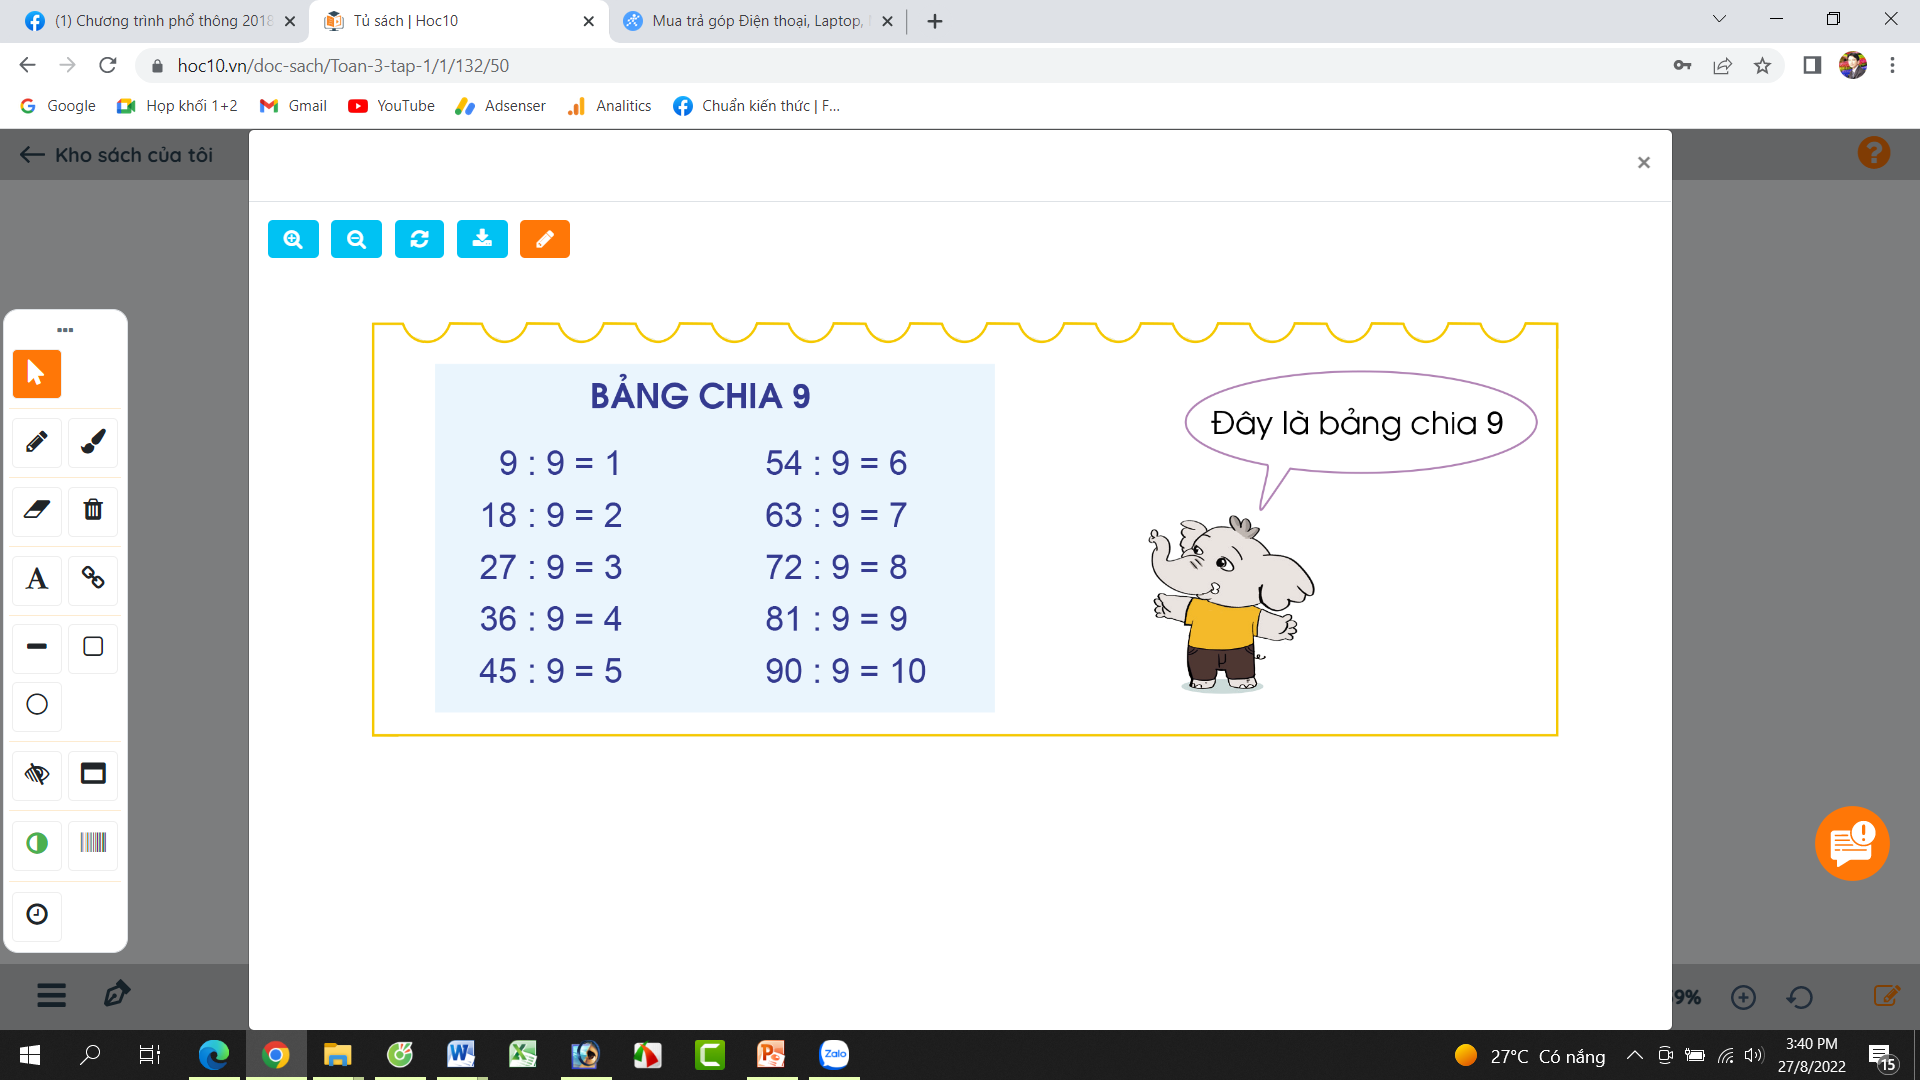 (1) Chương trình phổ thông 2018
Tủ sách | Hoc10
Mua trả góp Điện thoại, Laptop,
hoc10.vn/doc-sach/Toan-3-tap-1/1/132/50
Google
Họp khối 1+2
Gmail
YouTube
Adsenser
Analitics
Chuẩn kiến thức | F...
Kho sách của tôi
BẢNG CHIA 9
9 : 9 = 1
18 : 9 = 2
27 : 9 = 3
36 : 9 = 4
45 : 9 = 5
54 : 9 = 6
63 : 9 = 7
72 : 9 = 8
81 : 9 = 9
90 : 9 = 10
Đây là bảng chia 9
9%
Zalo
27°C Có nắng
3:40 PM
27/8/2022
15